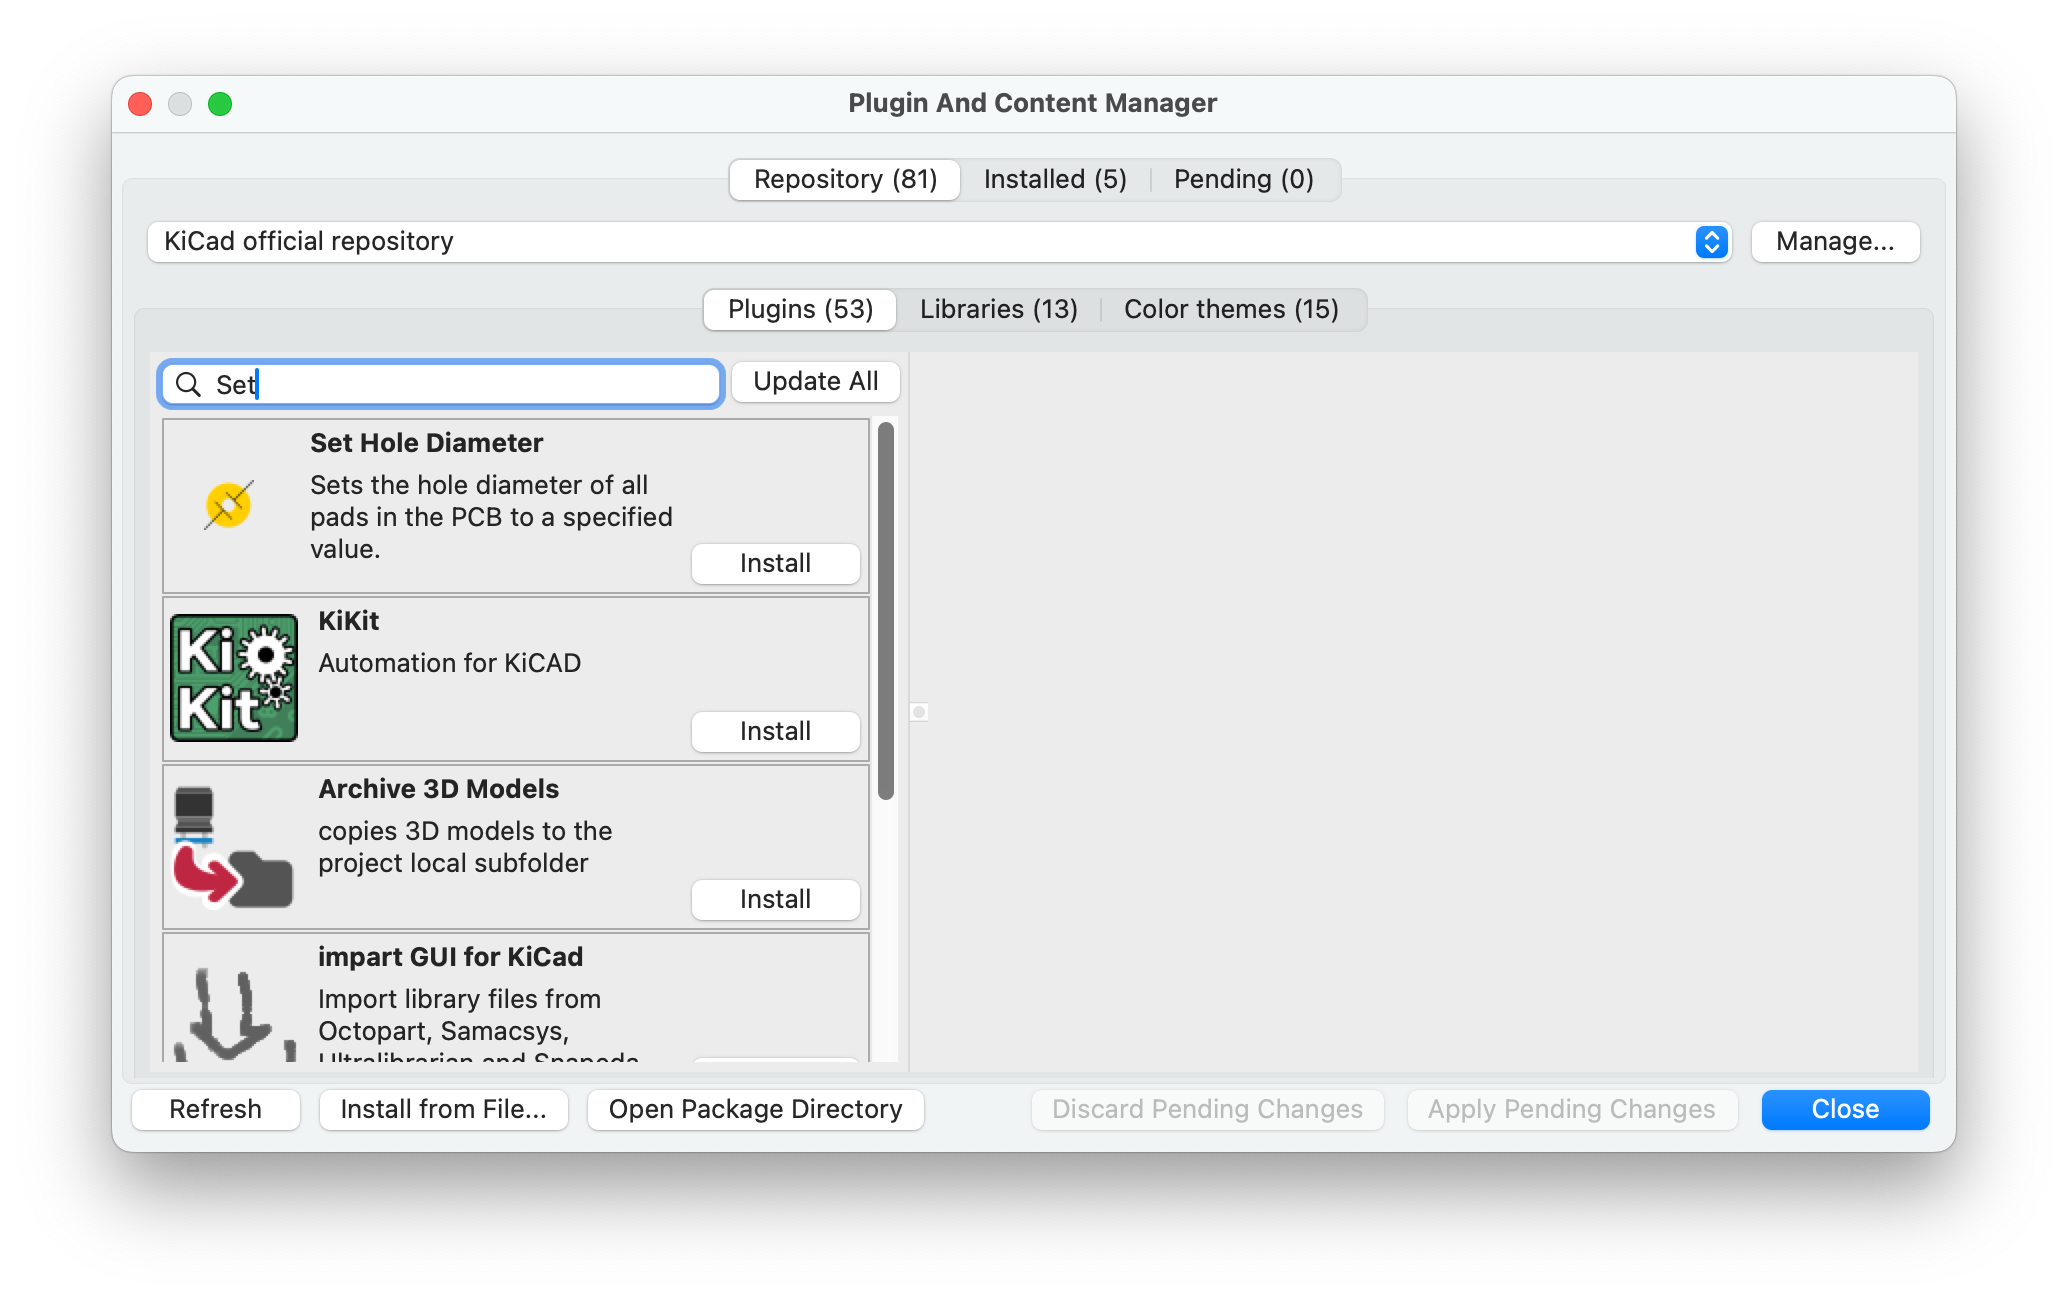 Plugin And Content Manager
Repository (81) Installed (5) Pending (0)
KiCad official repository Manage...
Plugins (53) Libraries (13) Color themes (15)
Set Update All
Set Hole Diameter
Sets the hole diameter of all
pads in the PCB to a specified
value.
Install
Ki
Kit
KiKit
Automation for KiCAD
Install
Archive 3D Models
copies 3D models to the
project local subfolder
Install
impart GUI for KiCad
Import library files from
Octopart, Samacsys,
Ultralibrarian and Snapeda
Refresh Install from File... Open Package Directory Discard Pending Changes Apply Pending Changes Close